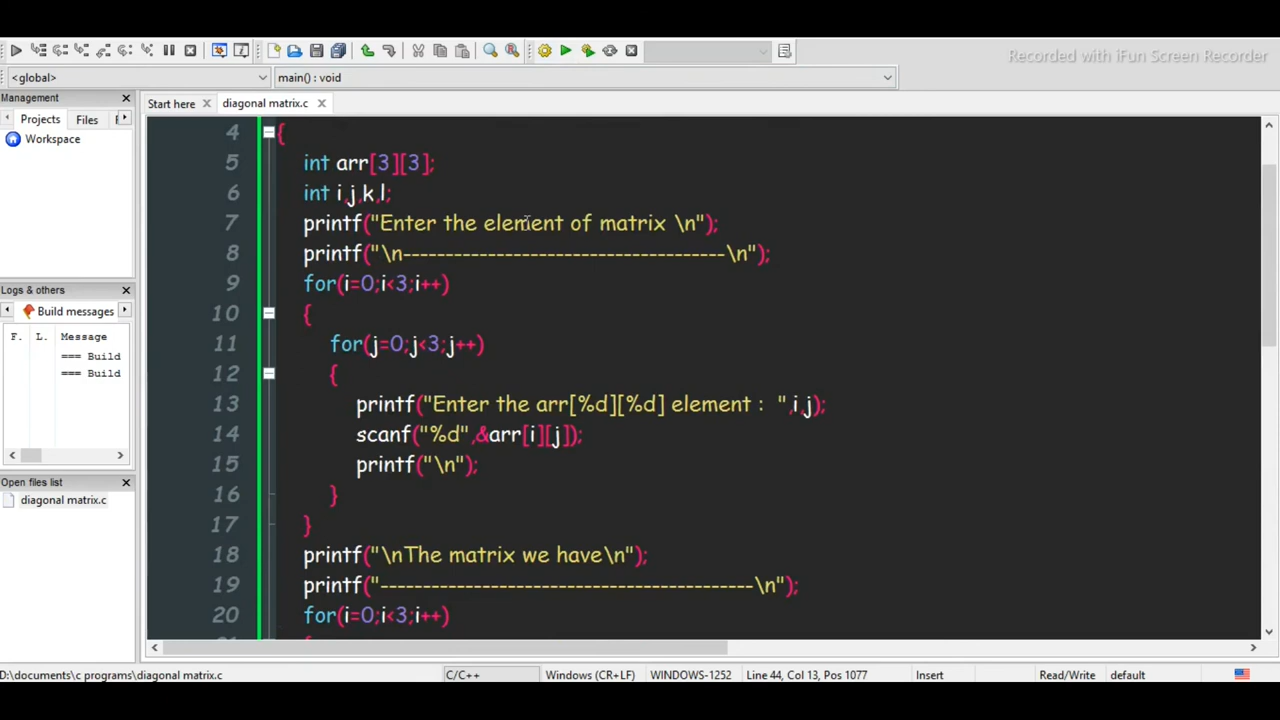 Recorded with iFun Screen Recorder
<global>
main() : void
Management
Start here
diagonal matrix.c
Projects
Files
Workspace
Logs & others
Build messages
F. L. Message
=== Build
=== Build
Open files list
diagonal matrix.c
4 {
5 int arr[3][3];
6 int i,j,k,l;
7 printf("Enter the element of matrix \n");
8 printf("\n--------------------------------------\n");
9 for(i=0;i<3;i++)
10 {
11 for(j=0;j<3;j++)
12 {
13 printf("Enter the arr[%d][%d] element : ",i,j);
14 scanf("%d",&arr[i][j]);
15 printf("\n");
16 }
17 }
18 printf("\nThe matrix we have\n");
19 printf("--------------------------------------------\n");
20 for(i=0;i<3;i++)
D:\documents\c programs\diagonal matrix.c
C/C++
Windows (CR+LF)
WINDOWS-1252
Line 44, Col 13, Pos 1077
Insert
Read/Write
default